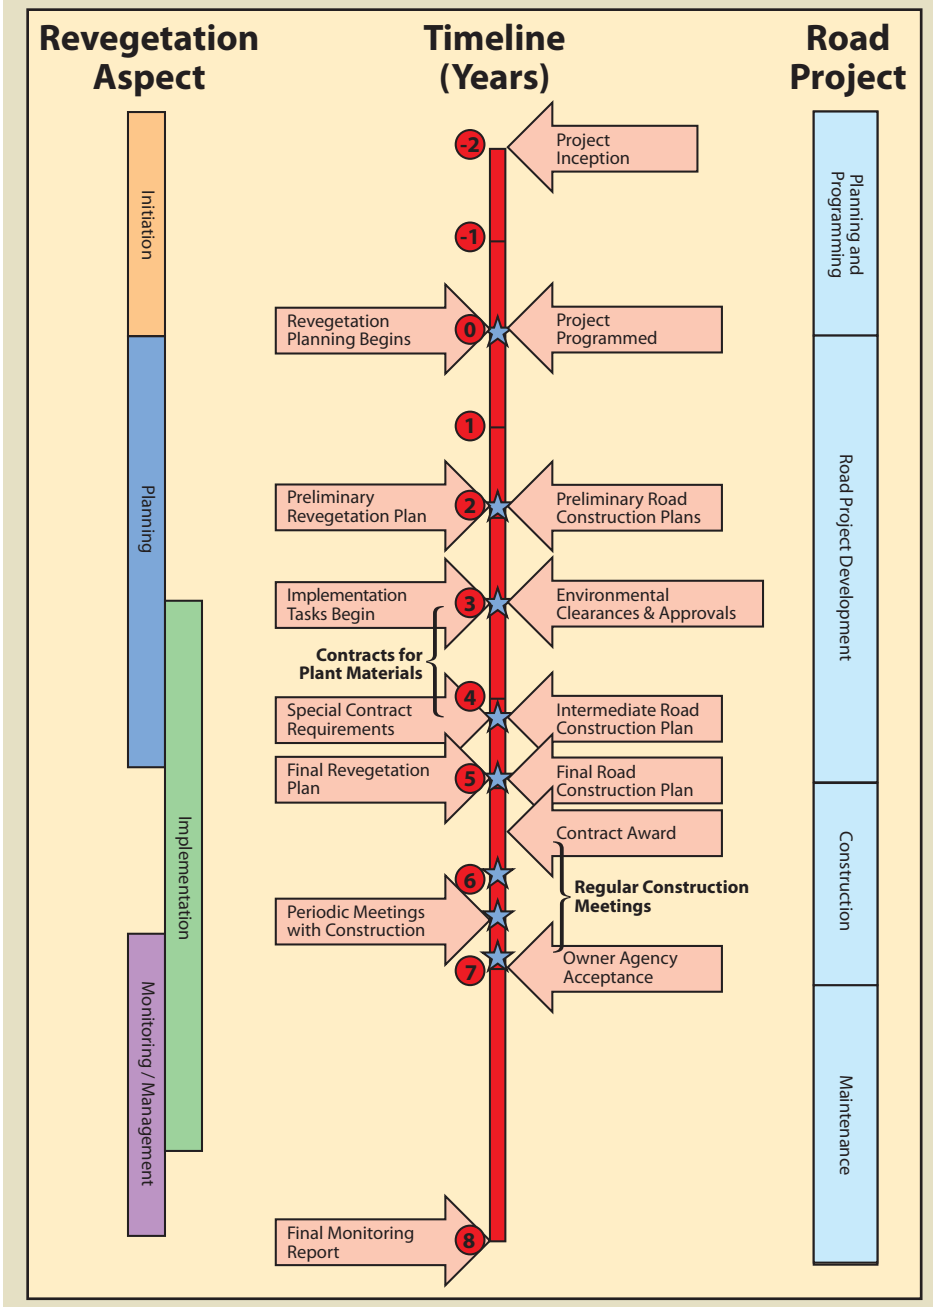 Revegetation
Aspect
Timeline
(Years)
Road
Project
Initiation
Planning
Implementation
Monitoring / Management
-2
Project
Inception
-1
Revegetation
Planning Begins
0
Project
Programmed
1
Preliminary
Revegetation Plan
2
Preliminary Road
Construction Plans
Implementation
Tasks Begin
3
Environmental
Clearances & Approvals
Contracts for
Plant Materials
4
Special Contract
Requirements
Intermediate Road
Construction Plan
Final Revegetation
Plan
5
Final Road
Construction Plan
Contract Award
6
Regular Construction
Meetings
Periodic Meetings
with Construction
7
Owner Agency
Acceptance
Final Monitoring
Report
8
Planning and
Programming
Road Project Development
Construction
Maintenance